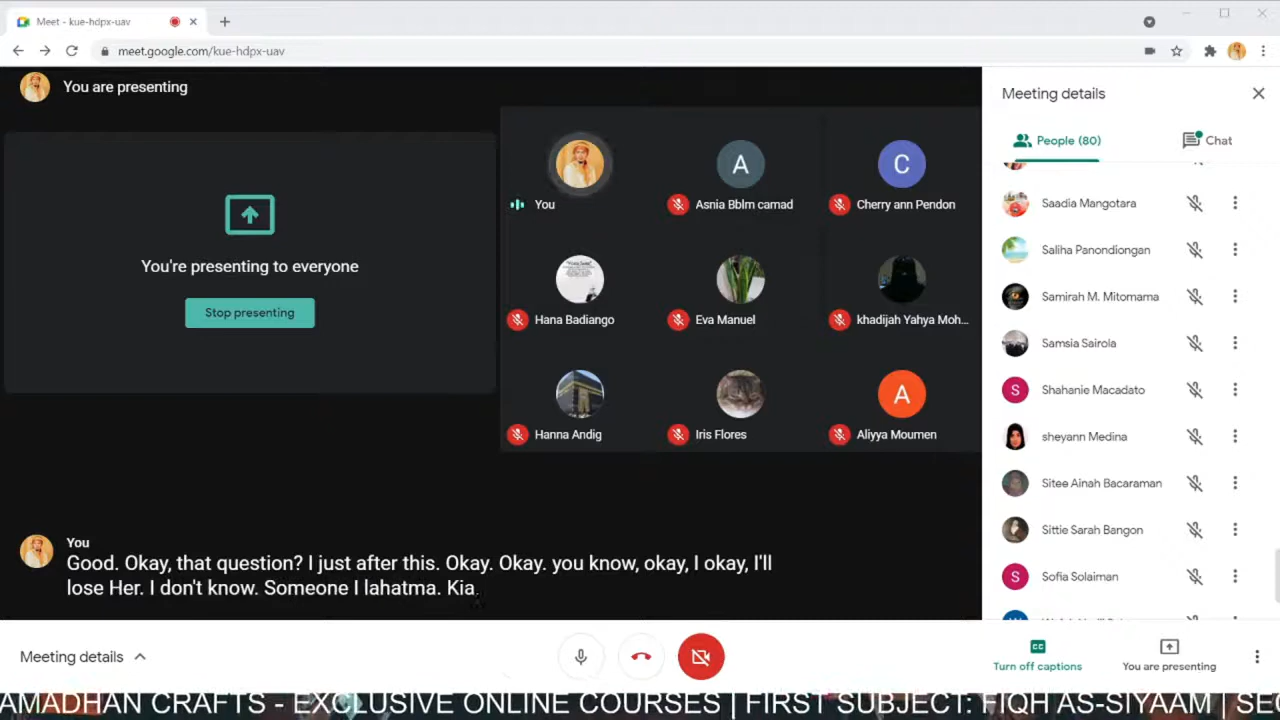 Meet - kue-hdpx-uav
meet.google.com/kue-hdpx-uav
You are presenting
You're presenting to everyone
Stop presenting
You
A
Asnia Bblm camad
C
Cherry ann Pendon
Hana Badiango
Eva Manuel
khadijah Yahya Moh...
Hanna Andig
Iris Flores
A
Aliyya Moumen
You
Good. Okay, that question? I just after this. Okay. Okay. you know, okay, I okay, I'll
lose Her. I don't know. Someone I lahatma. Kia.
Meeting details
People (80)
Chat
Saadia Mangotara
Saliha Panondiongan
Samirah M. Mitomama
Samsia Sairola
S
Shahanie Macadato
sheyann Medina
Sitee Ainah Bacaraman
Sittie Sarah Bangon
S
Sofia Solaiman
Meeting details
CC
Turn off captions
You are presenting
AMADHAN CRAFTS - EXCLUSIVE ONLINE COURSES | FIRST SUBJECT: FIQH AS-SIYAAM | SE